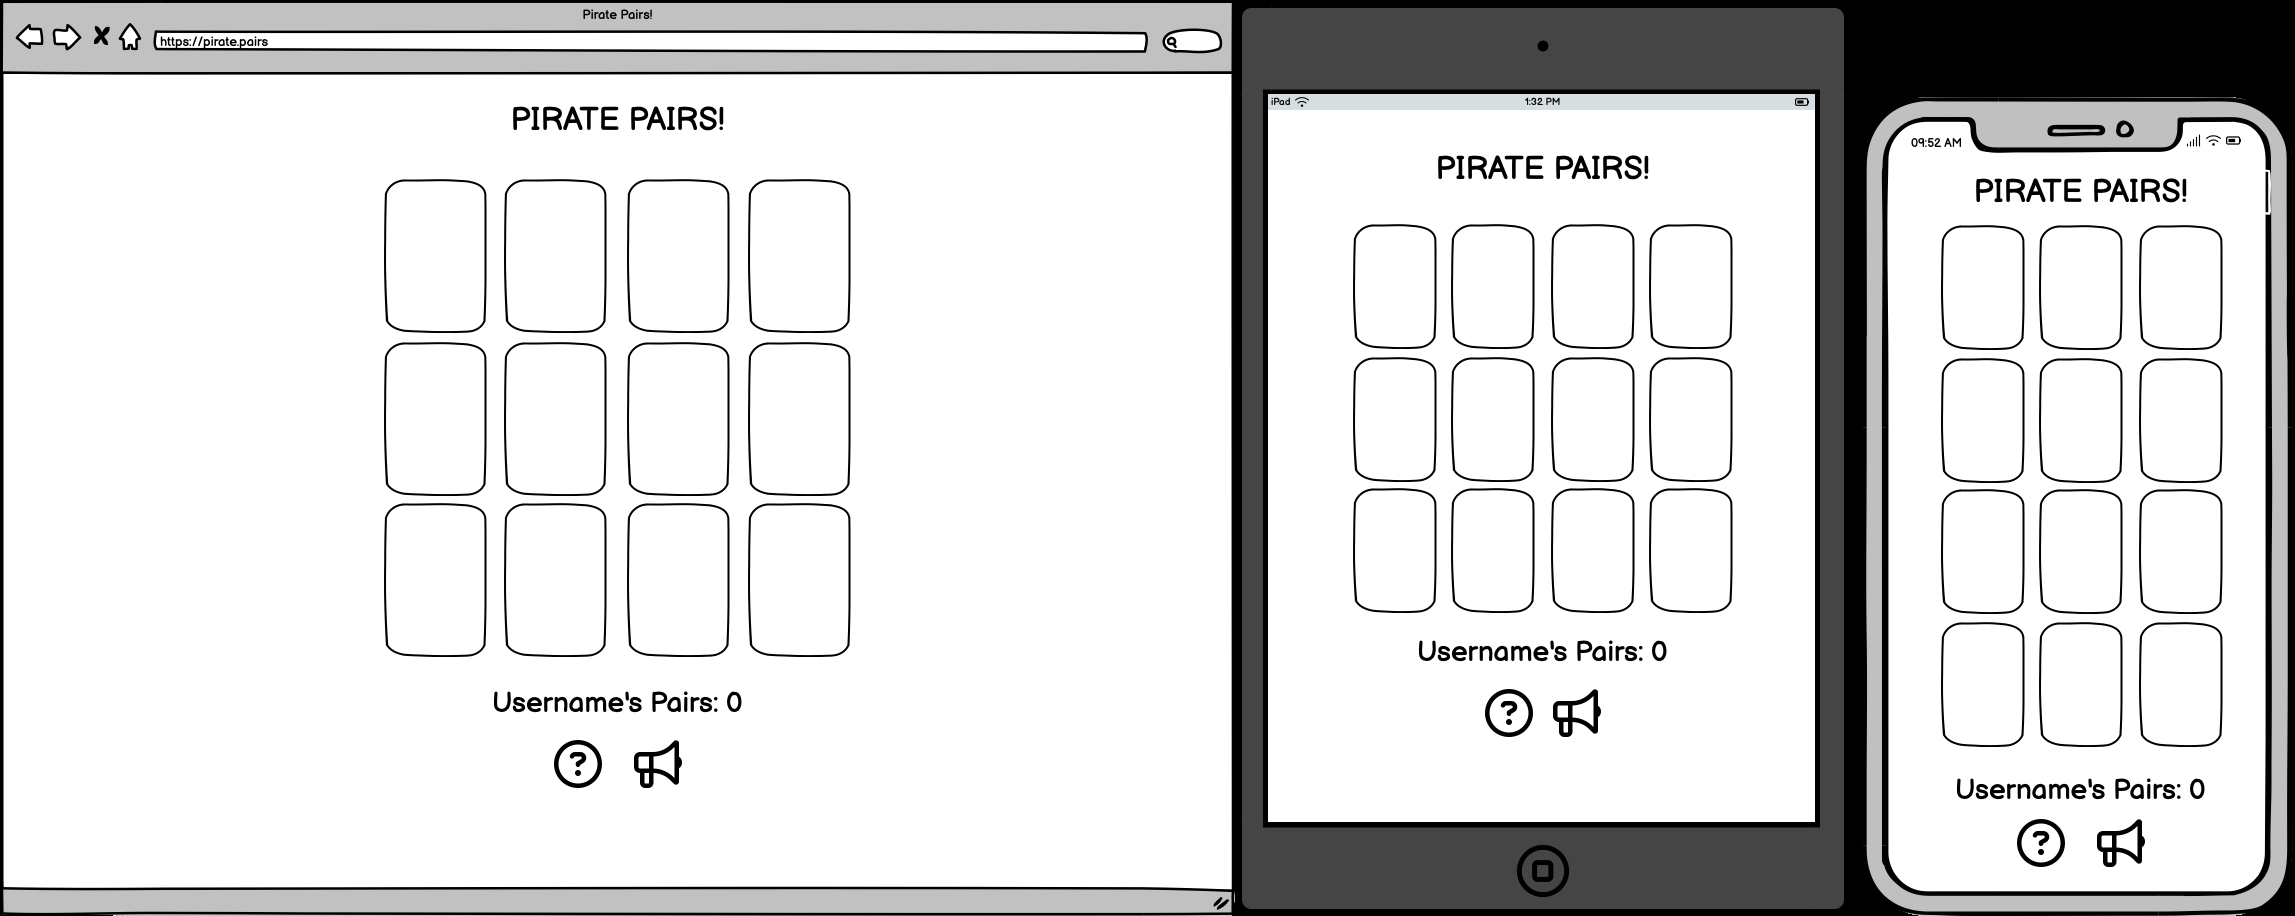 Pirate Pairs!
https://pirate.pairs
PIRATE PAIRS!
Username's Pairs: 0
?
iPad
1:32 PM
PIRATE PAIRS!
Username's Pairs: 0
?
09:52 AM
PIRATE PAIRS!
Username's Pairs: 0
?